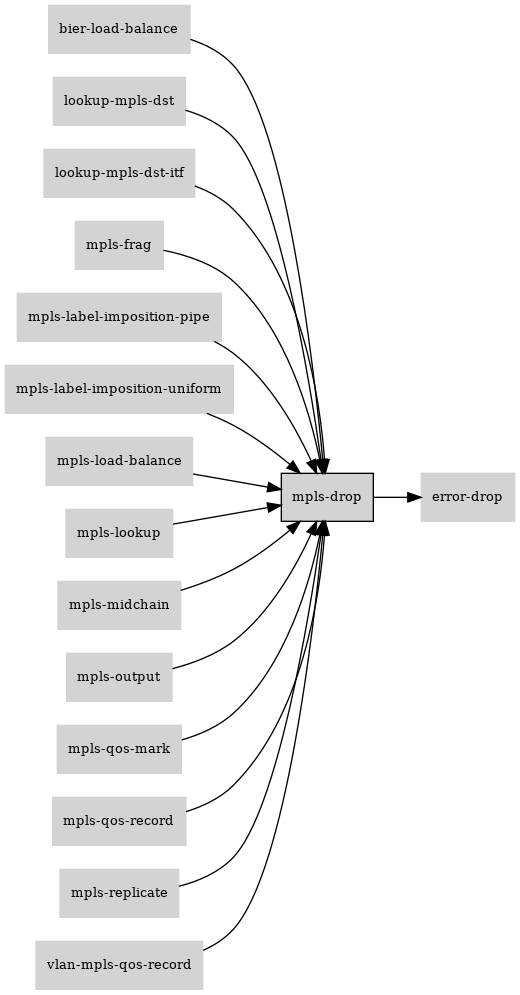 bier-load-balance
lookup-mpls-dst
lookup-mpls-dst-itf
mpls-frag
mpls-label-imposition-pipe
mpls-label-imposition-uniform
mpls-load-balance
mpls-drop
error-drop
mpls-lookup
mpls-midchain
mpls-output
mpls-qos-mark
mpls-qos-record
mpls-replicate
vlan-mpls-qos-record